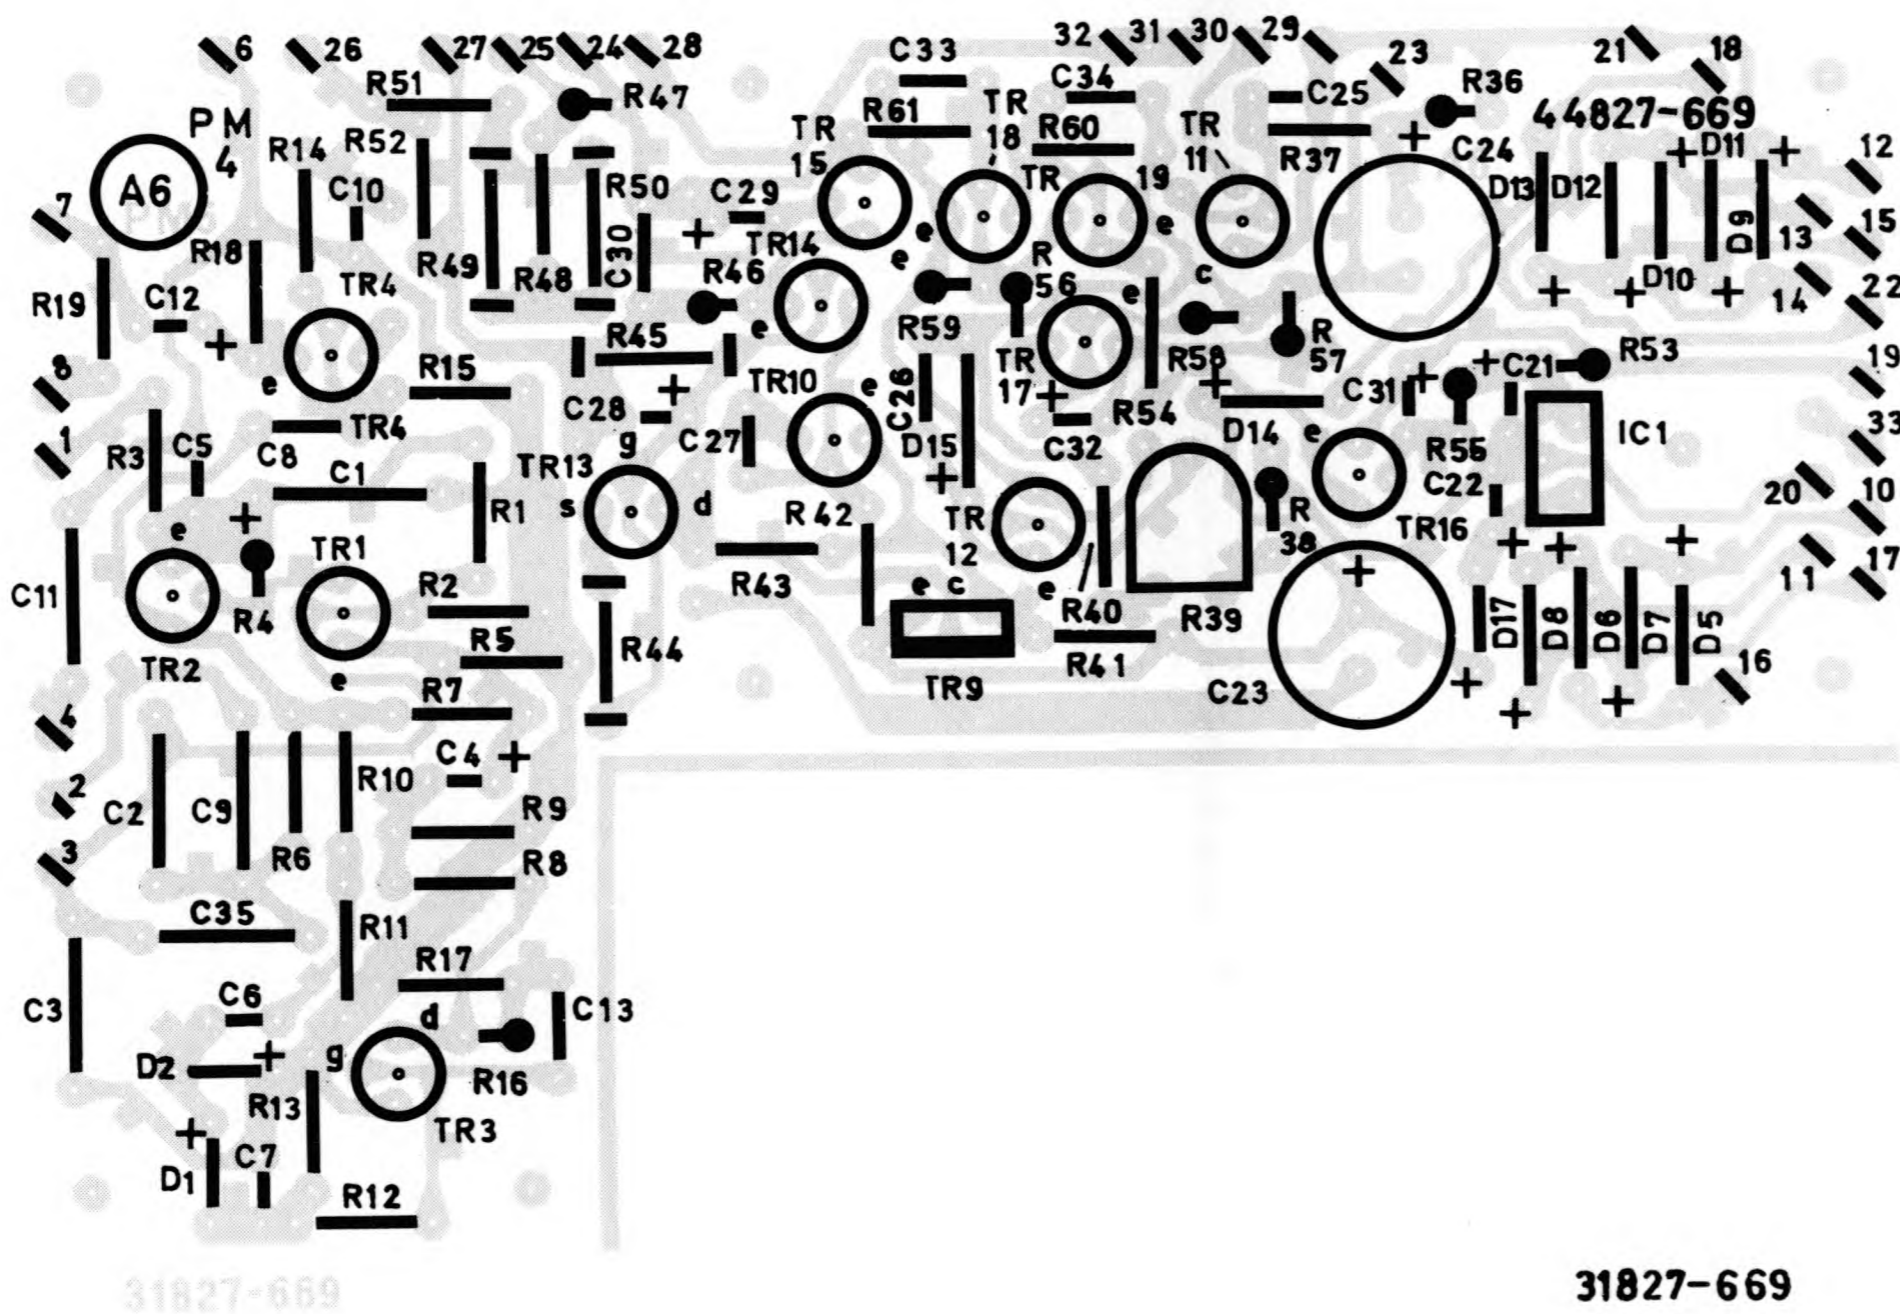 6 26 27 25 24 28 C33 32 31 30 29 23 21 18
R51 R47 C34 C25 R36
PM 4 R14 R52 R61 TR 15 TR 18 R60 TR 11 R37 C24 44827-669
A6 C10 R50 C29 TR 19 D13 D12 D11 D9 12
PM
7 R18 R49 R48 C30 R46 TR14 e e e c 13 15
R19 C12 TR4 R59 R 56 e D10 14 22
8 e R15 R45 e TR10 TR 17 R58 R 57 C21 R53 19
R3 C5 C8 TR4 C28 C27 e C26 D15 C32 R54 D14 e C31 R55 IC1 33
1 C1 R1 TR13 g s d R42 TR 12 R 38 TR16 C22 20 10
C11 e TR1 R4 R2 R43 e c e R40 R39 11 17
TR2 e R5 R44 TR9 R41 C23 D17 D8 D6 D7 D5 16
4 R7
2 C2 C9 R6 R10 C4 R9
3 R8
C35 R11 R17
C3 C6 d C13
D2 g R16
R13 TR3
D1 C7 R12
31827-669
31827-669